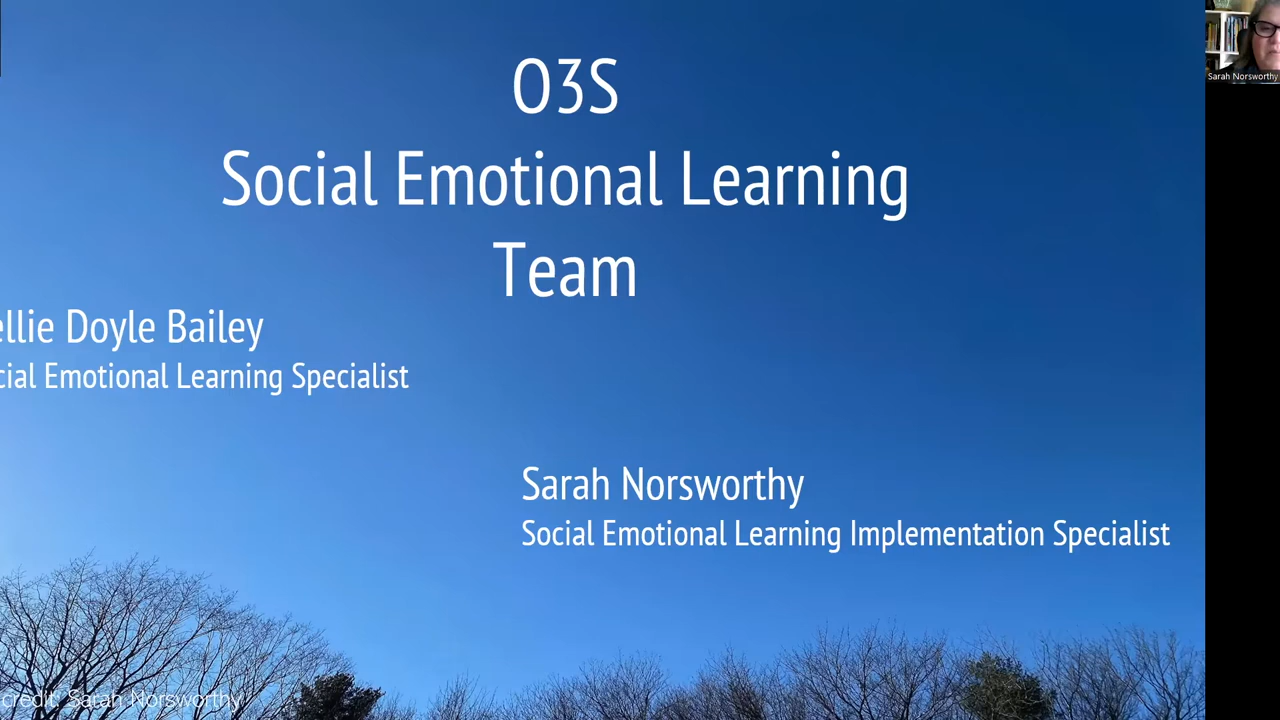 O3S
Social Emotional Learning
Team
ellie Doyle Bailey
cial Emotional Learning Specialist
Sarah Norsworthy
Social Emotional Learning Implementation Specialist
credit: Sarah Norsworthy
Sarah Norsworthy